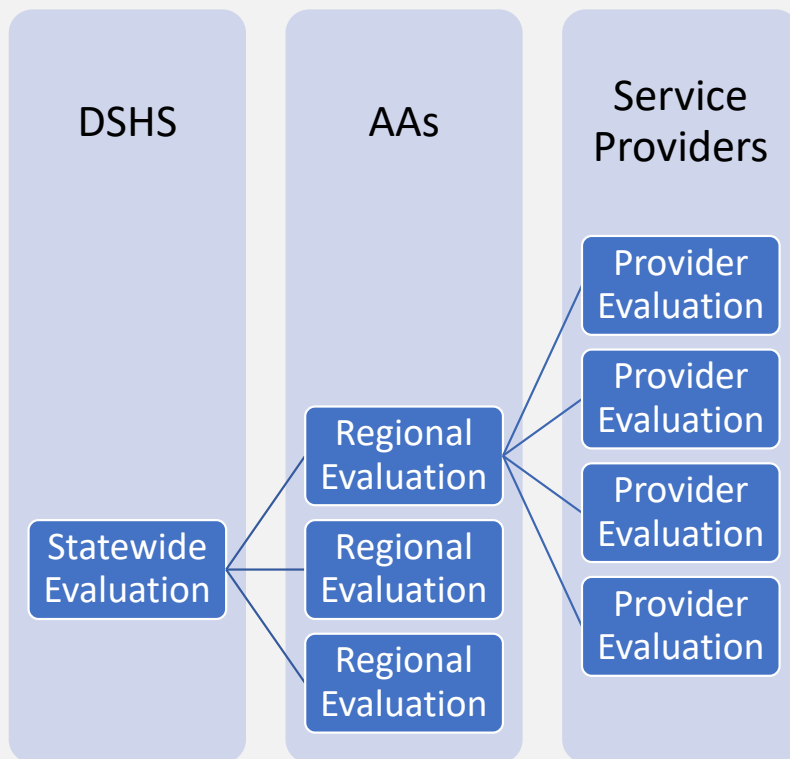 DSHS
AAs
Service
Providers
Statewide
Evaluation
Regional
Evaluation
Regional
Evaluation
Regional
Evaluation
Provider
Evaluation
Provider
Evaluation
Provider
Evaluation
Provider
Evaluation